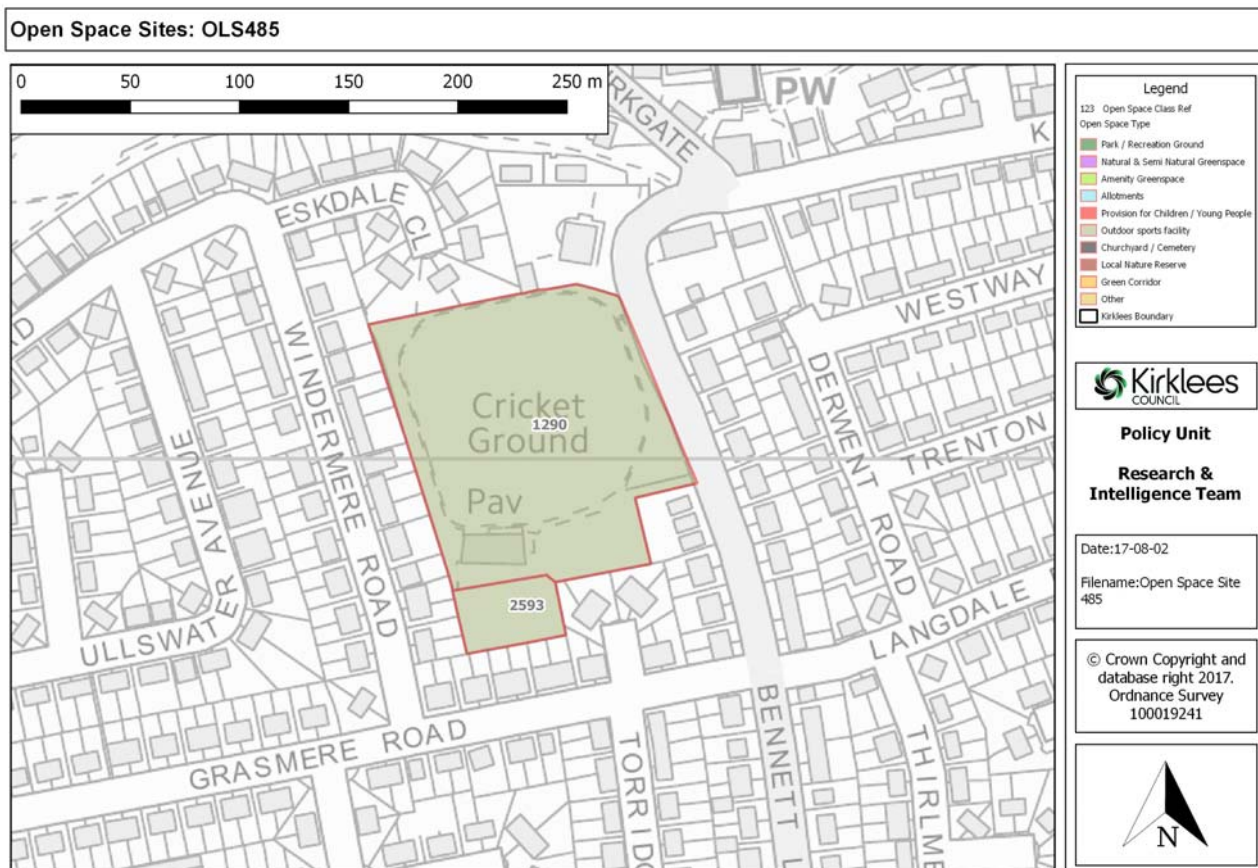 Open Space Sites: OLS485
0 50 100 150 200 250 m
PW
K
ESKDALE
CL
WINDERMERE ROAD
WESTWAY
DERWENT ROAD
TRENTON
Cricket
Ground
1290
Pav
2593
ULLSWATER AVENUE
LANGDALE
GRASMERE ROAD
BENNETT L
Legend
123 Open Space Class Ref
Open Space Type
Park / Recreation Ground
Natural & Semi Natural Greenspace
Amenity Greenspace
Allotments
Provision for Children / Young People
Outdoor sports facility
Churchyard / Cemetery
Local Nature Reserve
Green Corridor
Other
Kirklees Boundary
Kirklees
COUNCIL
Policy Unit
Research &
Intelligence Team
Date:17-08-02
Filename:Open Space Site
485
© Crown Copyright and
database right 2017.
Ordnance Survey
100019241
N